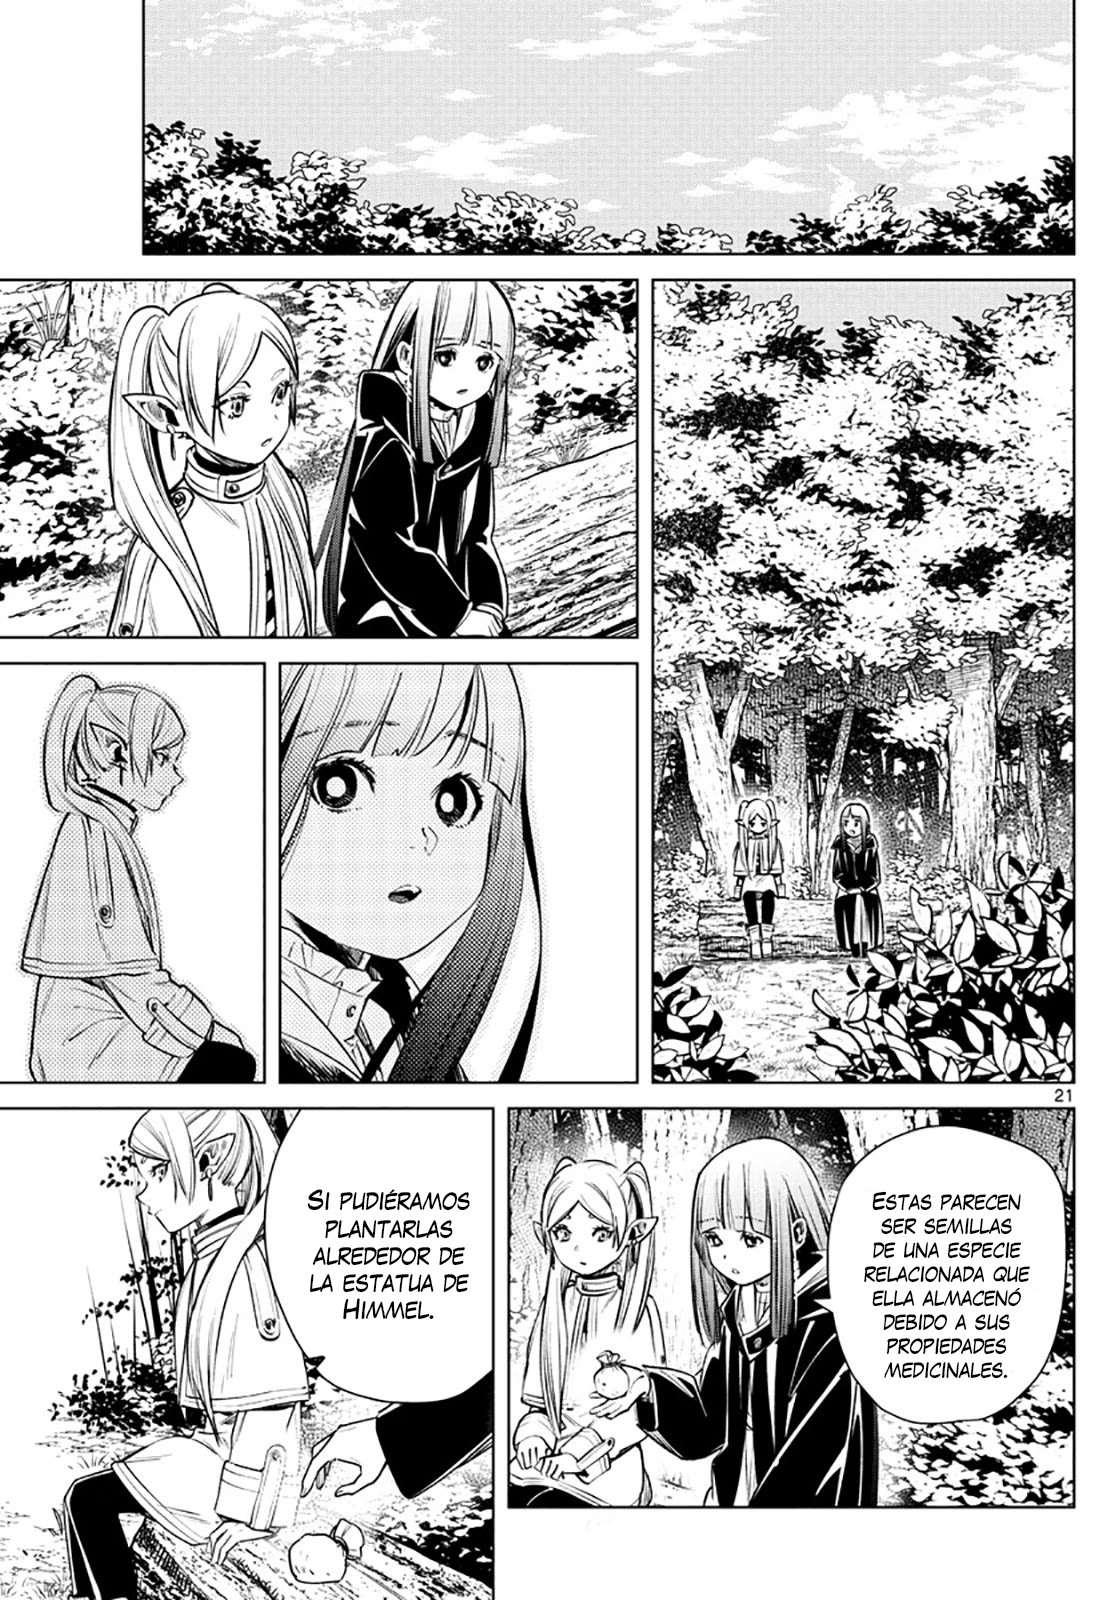 21
ESTAS PARECEN
SER SEMILLAS
DE UNA ESPECIE
RELACIONADA QUE
ELLA ALMACENÓ
DEBIDO A SUS
PROPIEDADES
MEDICINALES.
SI PUDIÉRAMOS
PLANTARLAS
ALREDEDOR DE
LA ESTATUA DE
HIMMEL.